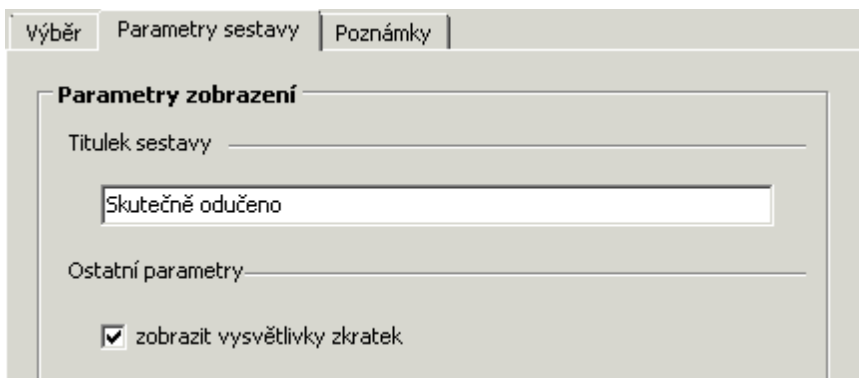 Výběr Parametry sestavy Poznámky
Parametry zobrazení
Titulek sestavy
Skutečně odučeno
Ostatní parametry
zobrazit vysvětlivky zkratek